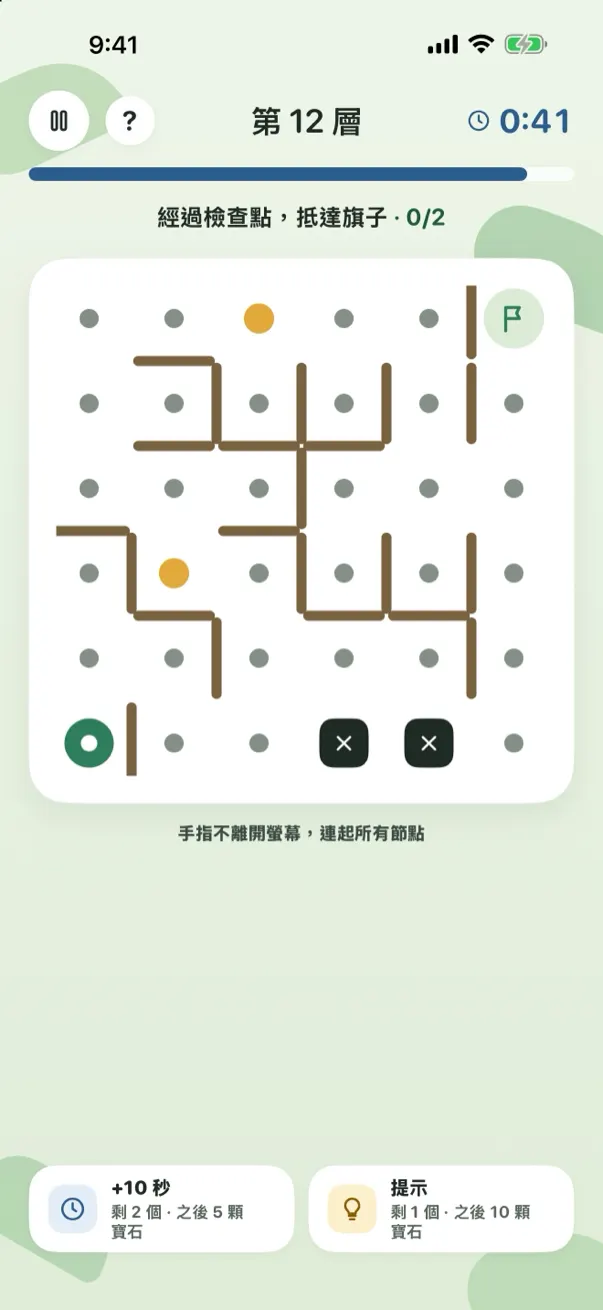 9:41
?
第 12 層
0:41
經過檢查點，抵達旗子 · 0/2
手指不離開螢幕，連起所有節點
+10 秒
剩 2 個 · 之後 5 顆
寶石
提示
剩 1 個 · 之後 10 顆
寶石